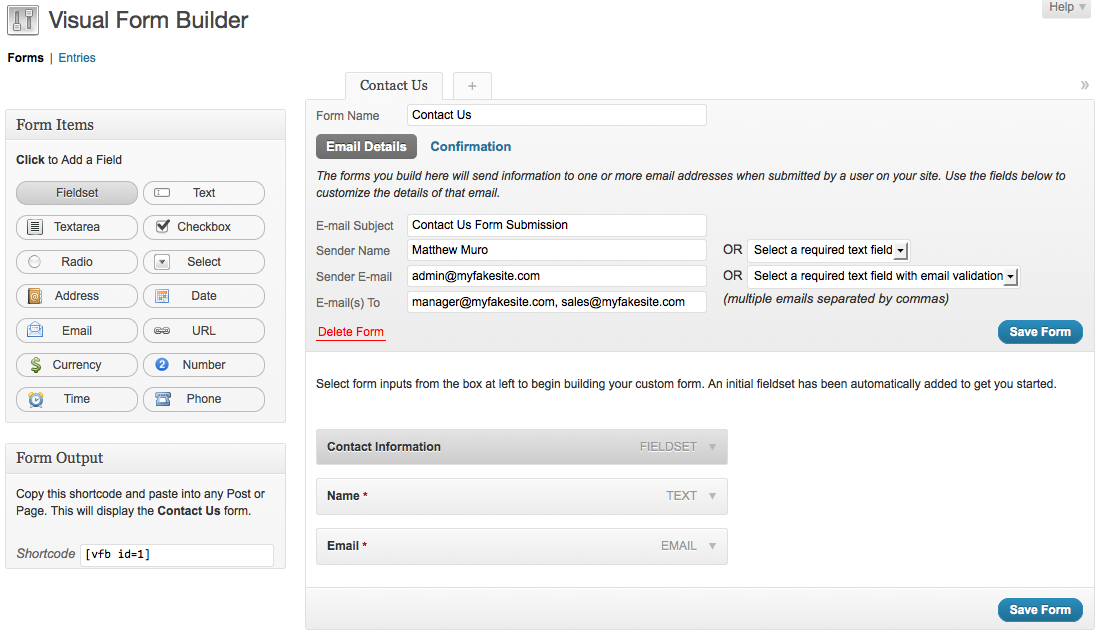 Visual Form Builder
Help
Forms | Entries
Form Items
Click to Add a Field
Fieldset Text
Textarea Checkbox
Radio Select
Address Date
Email URL
Currency 2 Number
Time Phone
Form Output
Copy this shortcode and paste into any Post or
Page. This will display the Contact Us form.
Shortcode [vfb id=1]
Contact Us +
»
Form Name Contact Us
Email Details Confirmation
The forms you build here will send information to one or more email addresses when submitted by a user on your site. Use the fields below to
customize the details of that email.
E-mail Subject Contact Us Form Submission
Sender Name Matthew Muro OR Select a required text field
Sender E-mail admin@myfakesite.com OR Select a required text field with email validation
E-mail(s) To manager@myfakesite.com, sales@myfakesite.com (multiple emails separated by commas)
Delete Form Save Form
Select form inputs from the box at left to begin building your custom form. An initial fieldset has been automatically added to get you started.
Contact Information FIELDSET
Name * TEXT
Email * EMAIL
Save Form